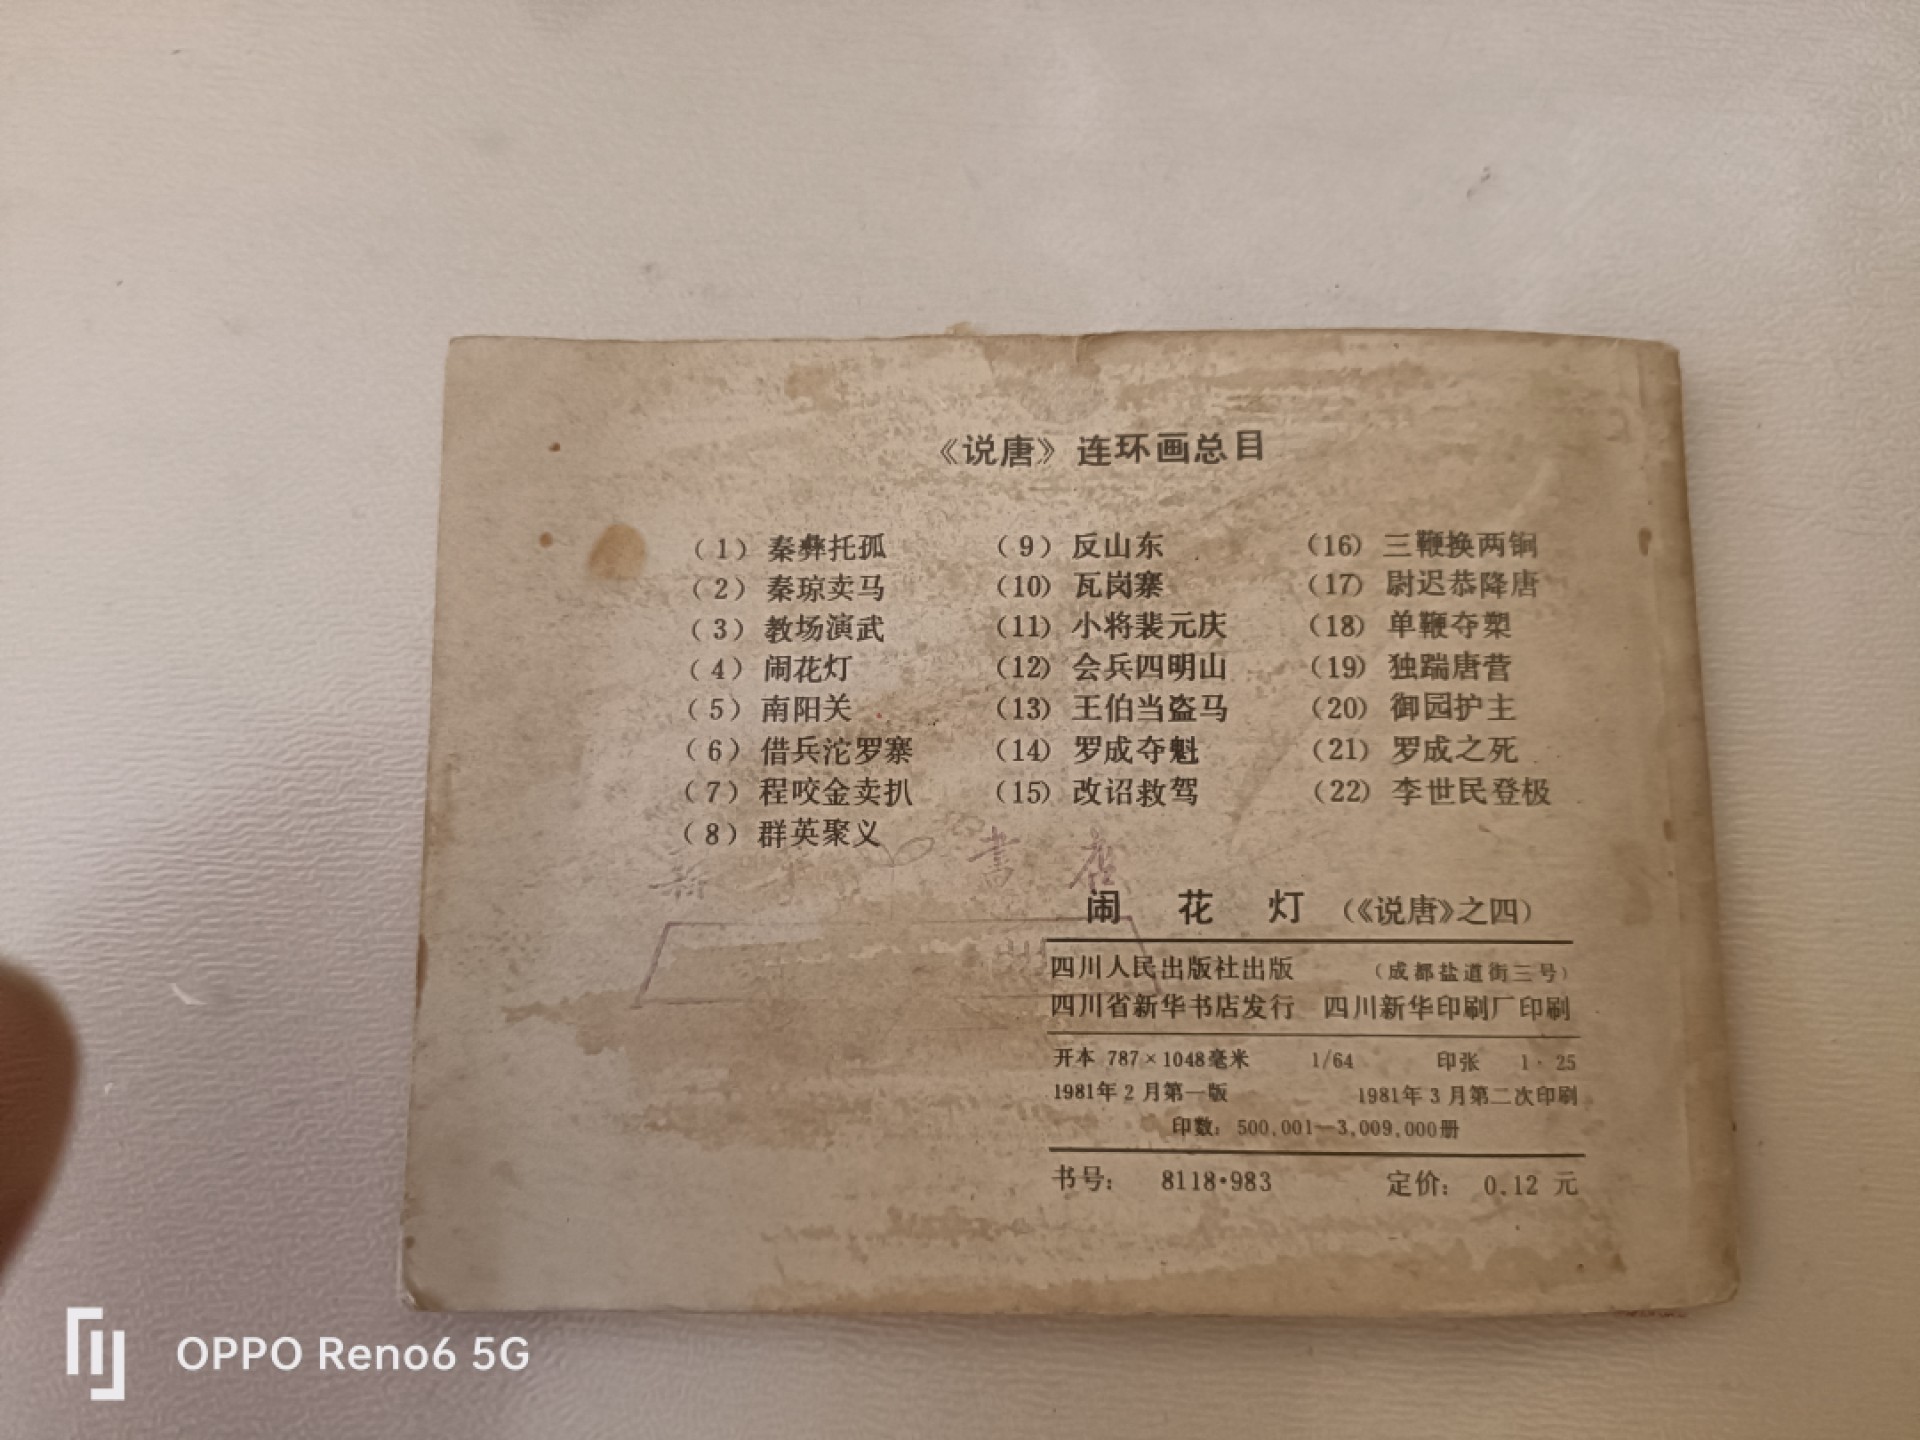 《说唐》连环画总目
（1）秦彝托孤
（2）秦琼卖马
（3）教场演武
（4）闹花灯
（5）南阳关
（6）借兵沱罗寨
（7）程咬金卖扒
（8）群英聚义
（9）反山东
（10）瓦岗寨
（11）小将裴元庆
（12）会兵四明山
（13）王伯当盗马
（14）罗成夺魁
（15）改诏救驾
（16）三鞭换两锏
（17）尉迟恭降唐
（18）单鞭夺槊
（19）独踹唐营
（20）御园护主
（21）罗成之死
（22）李世民登极
書店
闹 花 灯 （《说唐》之四）
四川人民出版社出版 （成都盐道街三号）
四川省新华书店发行 四川新华印刷厂印刷
开本 787×1048毫米 1/64 印张 1·25
1981年2月第一版 1981年3月第二次印刷
印数：500,001—3,009,000册
书号： 8118·983 定价： 0.12 元
OPPO Reno6 5G